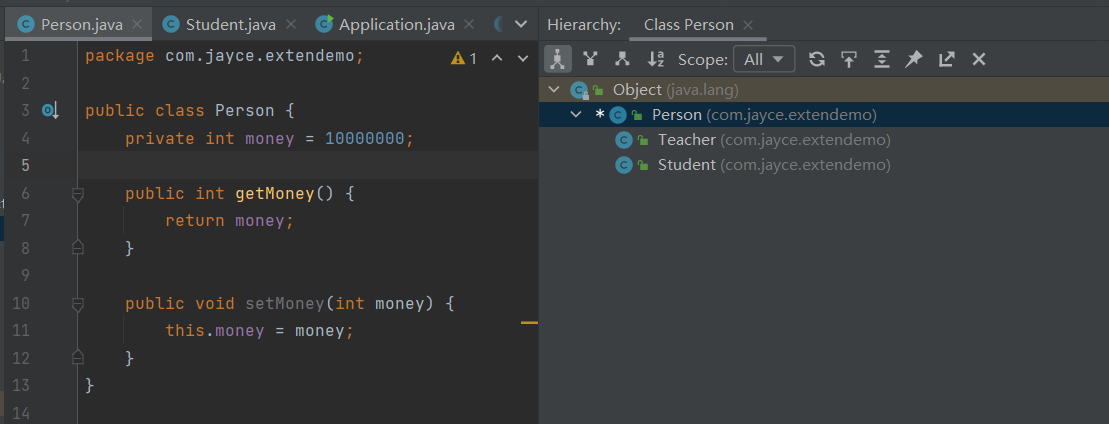 Person.java Student.java Application.java
1 package com.jayce.extendemo; 1
2
3 public class Person {
4     private int money = 10000000;
5
6     public int getMoney() {
7         return money;
8     }
9
10     public void setMoney(int money) {
11         this.money = money;
12     }
13 }
14
Hierarchy: Class Person
Scope: All
Object (java.lang)
* Person (com.jayce.extendemo)
Teacher (com.jayce.extendemo)
Student (com.jayce.extendemo)